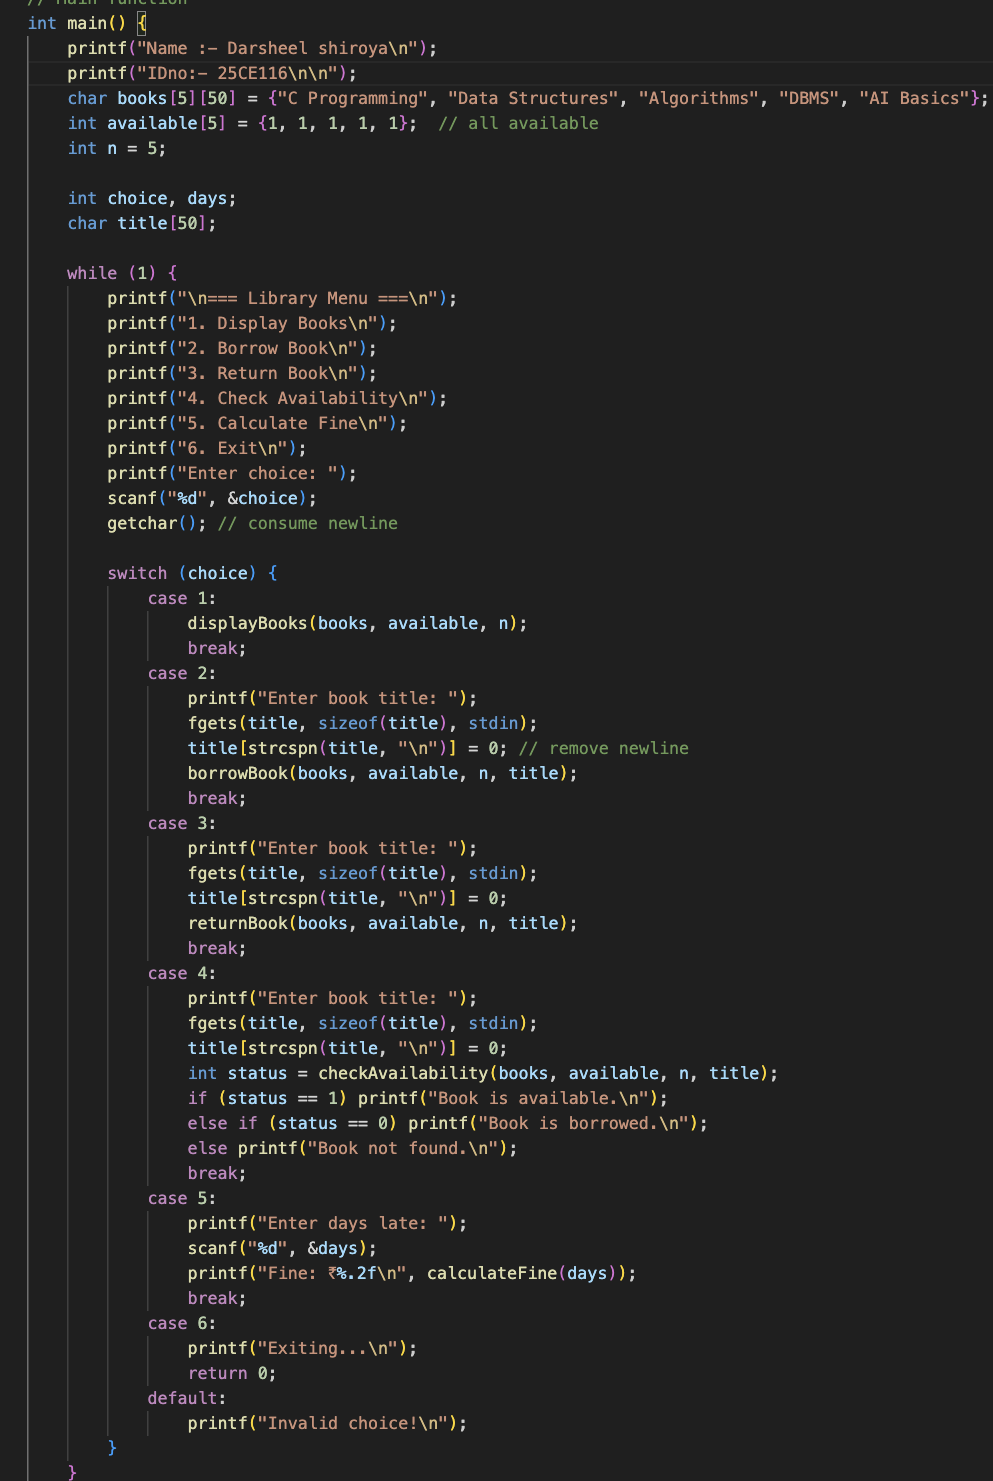 // Main function
int main() {
    printf("Name :- Darsheel shiroya\n");
    printf("IDno:- 25CE116\n\n");
    char books[5][50] = {"C Programming", "Data Structures", "Algorithms", "DBMS", "AI Basics"};
    int available[5] = {1, 1, 1, 1, 1};  // all available
    int n = 5;

    int choice, days;
    char title[50];

    while (1) {
        printf("\n=== Library Menu ===\n");
        printf("1. Display Books\n");
        printf("2. Borrow Book\n");
        printf("3. Return Book\n");
        printf("4. Check Availability\n");
        printf("5. Calculate Fine\n");
        printf("6. Exit\n");
        printf("Enter choice: ");
        scanf("%d", &choice);
        getchar(); // consume newline

        switch (choice) {
            case 1:
                displayBooks(books, available, n);
                break;
            case 2:
                printf("Enter book title: ");
                fgets(title, sizeof(title), stdin);
                title[strcspn(title, "\n")] = 0; // remove newline
                borrowBook(books, available, n, title);
                break;
            case 3:
                printf("Enter book title: ");
                fgets(title, sizeof(title), stdin);
                title[strcspn(title, "\n")] = 0;
                returnBook(books, available, n, title);
                break;
            case 4:
                printf("Enter book title: ");
                fgets(title, sizeof(title), stdin);
                title[strcspn(title, "\n")] = 0;
                int status = checkAvailability(books, available, n, title);
                if (status == 1) printf("Book is available.\n");
                else if (status == 0) printf("Book is borrowed.\n");
                else printf("Book not found.\n");
                break;
            case 5:
                printf("Enter days late: ");
                scanf("%d", &days);
                printf("Fine: ₹%.2f\n", calculateFine(days));
                break;
            case 6:
                printf("Exiting...\n");
                return 0;
            default:
                printf("Invalid choice!\n");
        }
    }